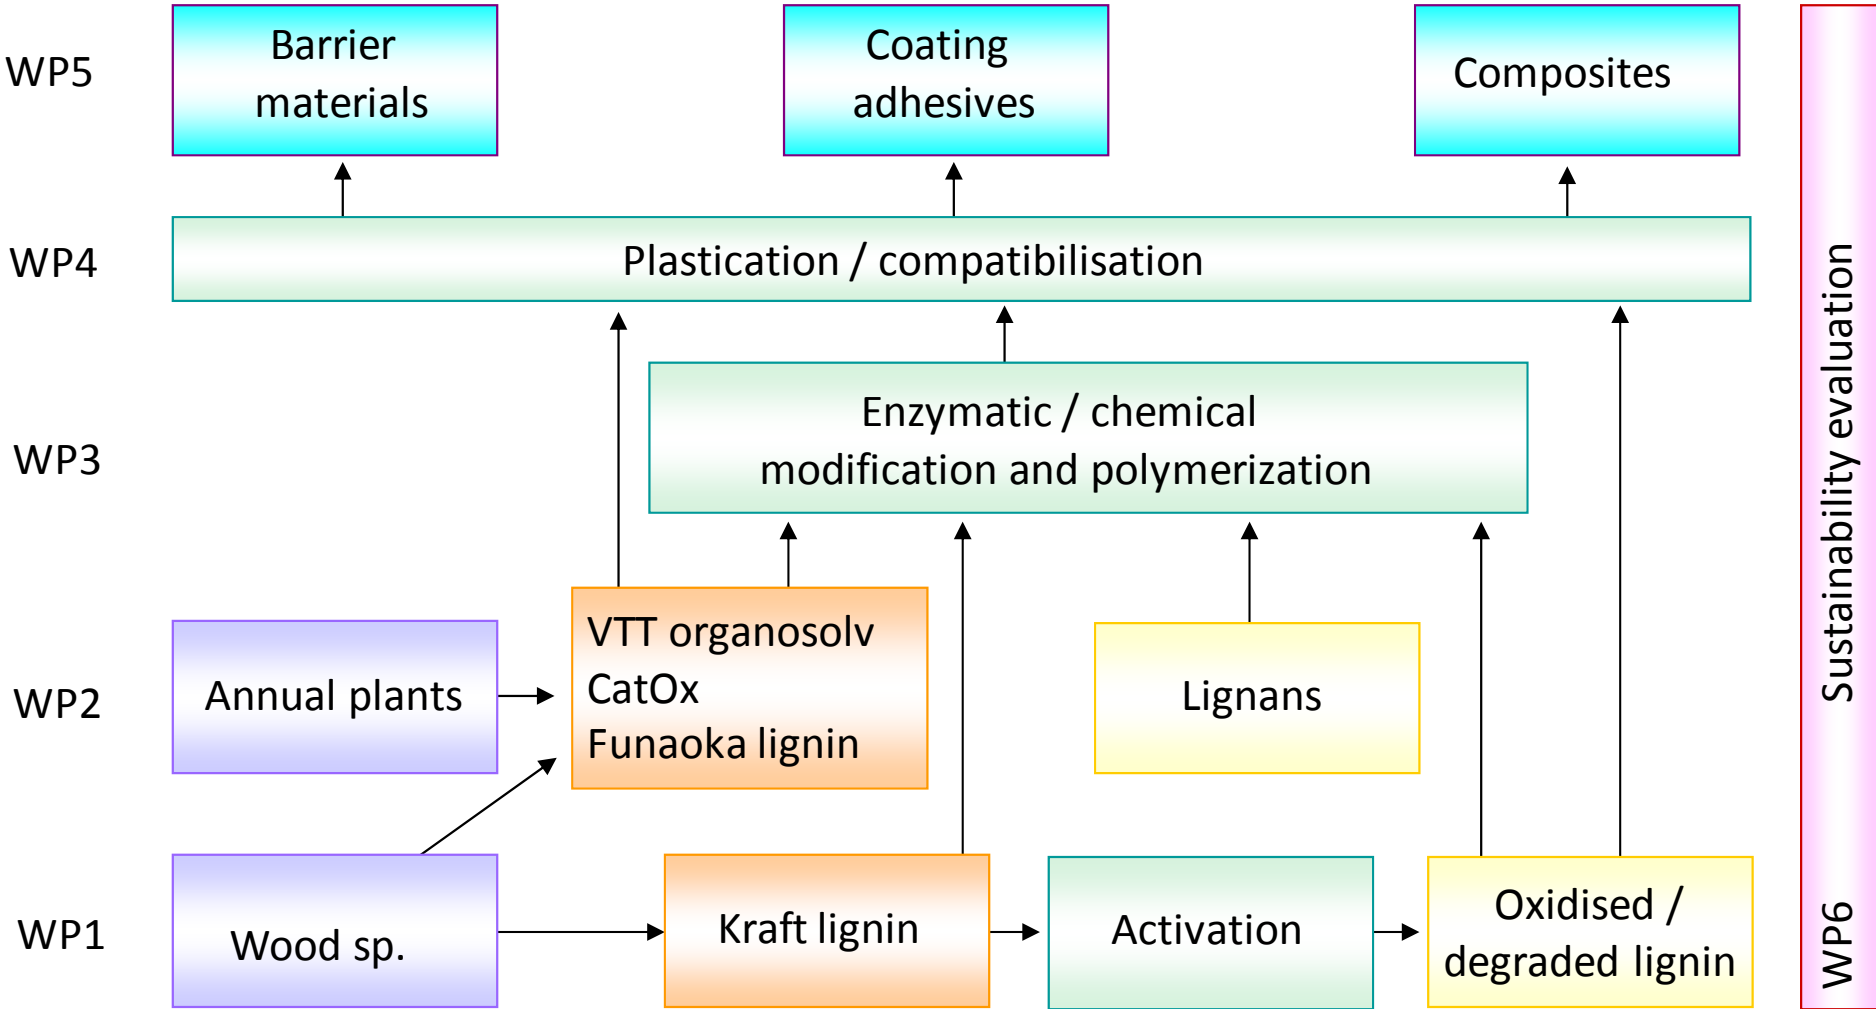 WP5
Barrier
materials
Coating
adhesives
Composites
WP4
Plastication / compatibilisation
WP3
Enzymatic / chemical
modification and polymerization
WP2
Annual plants
VTT organosolv
CatOx
Funaoka lignin
Lignans
WP1
Wood sp.
Kraft lignin
Activation
Oxidised /
degraded lignin
WP6 Sustainability evaluation